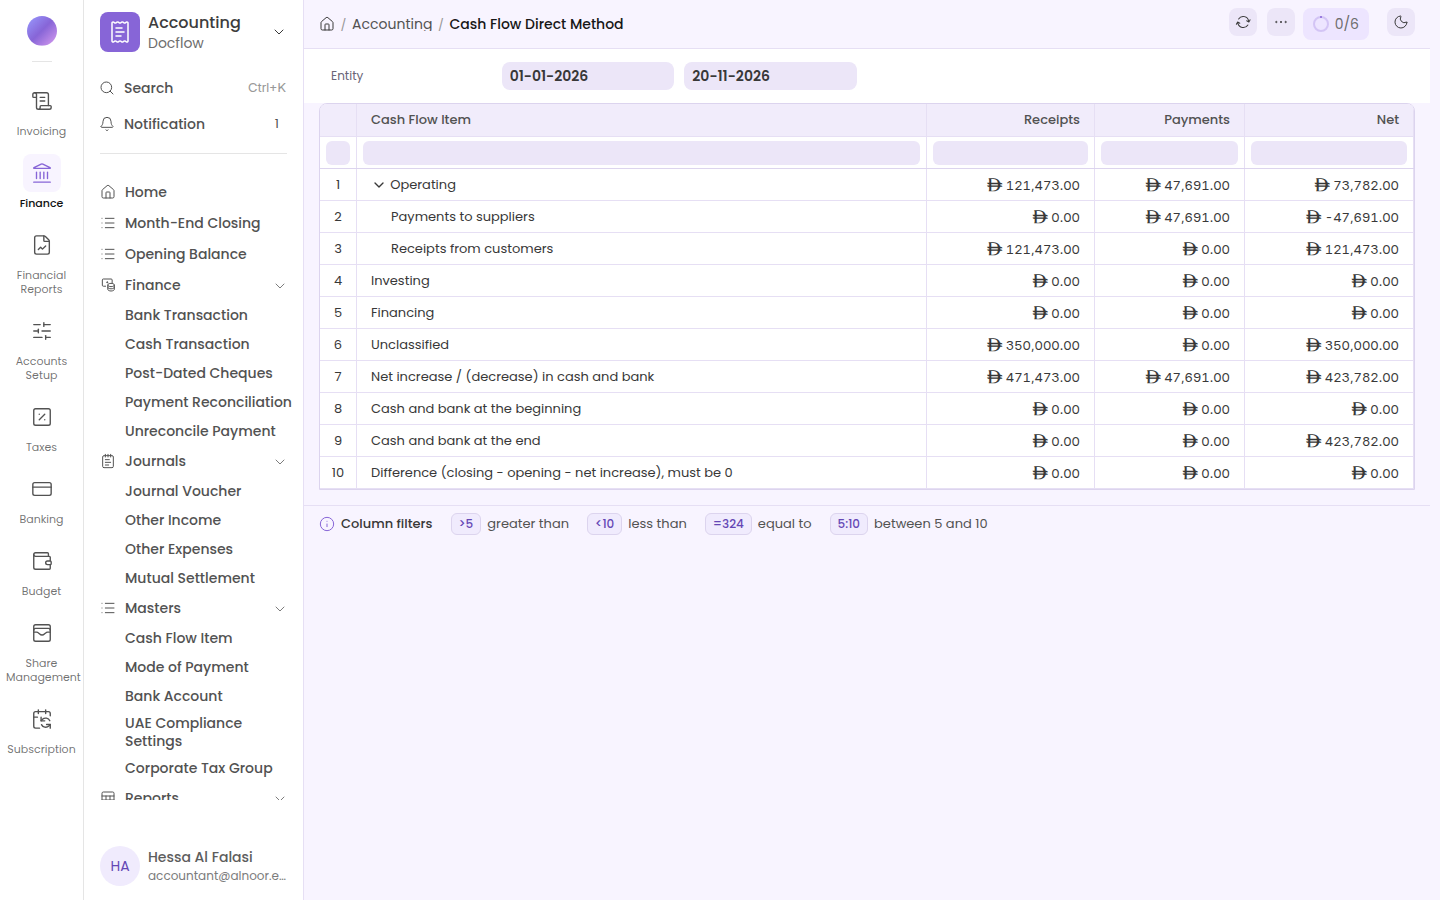 Invoicing
Finance
Financial
Reports
Accounts
Setup
Taxes
Banking
Budget
Share
Management
Subscription
Accounting
Docflow
Search Ctrl+K
Notification 1
Home
Month-End Closing
Opening Balance
Finance
Bank Transaction
Cash Transaction
Post-Dated Cheques
Payment Reconciliation
Unreconcile Payment
Journals
Journal Voucher
Other Income
Other Expenses
Mutual Settlement
Masters
Cash Flow Item
Mode of Payment
Bank Account
UAE Compliance
Settings
Corporate Tax Group
Reports
HA
Hessa Al Falasi
accountant@alnoor.e...
/ Accounting / Cash Flow Direct Method
0/6
Entity 01-01-2026 20-11-2026
Cash Flow Item Receipts Payments Net
1 Operating 121,473.00 47,691.00 73,782.00
2 Payments to suppliers 0.00 47,691.00 -47,691.00
3 Receipts from customers 121,473.00 0.00 121,473.00
4 Investing 0.00 0.00 0.00
5 Financing 0.00 0.00 0.00
6 Unclassified 350,000.00 0.00 350,000.00
7 Net increase / (decrease) in cash and bank 471,473.00 47,691.00 423,782.00
8 Cash and bank at the beginning 0.00 0.00 0.00
9 Cash and bank at the end 0.00 0.00 423,782.00
10 Difference (closing - opening - net increase), must be 0 0.00 0.00 0.00
Column filters >5 greater than <10 less than =324 equal to 5:10 between 5 and 10